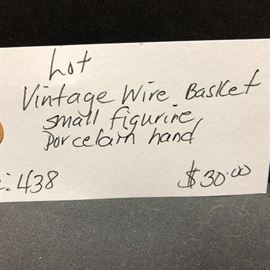 Lot
Vintage Wire Basket
small figurine,
porcelain hand
: 438 $30.00